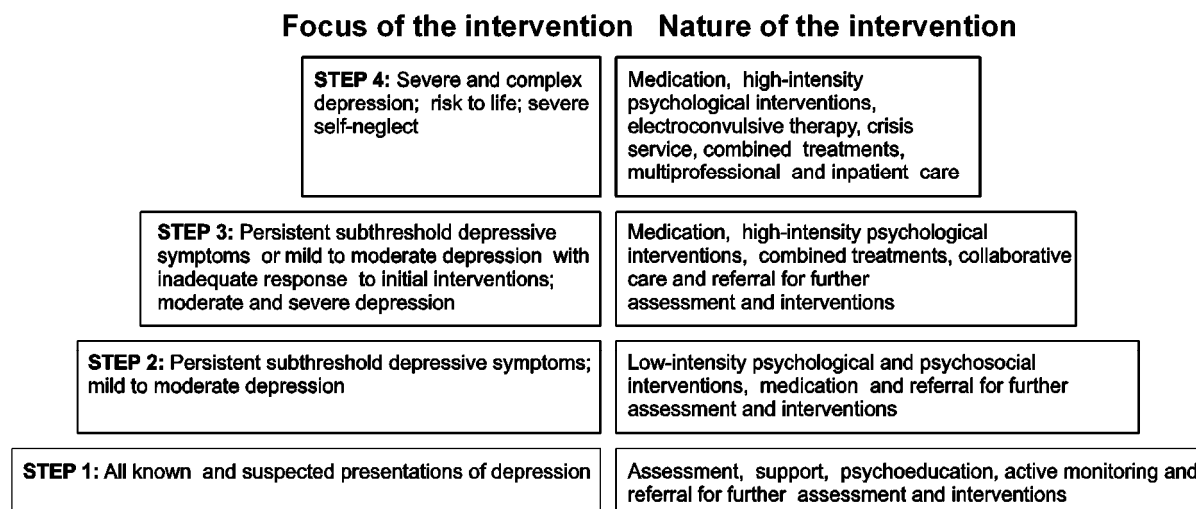 Focus of the intervention Nature of the intervention
STEP 4: Severe and complex
depression; risk to life; severe
self-neglect
Medication, high-intensity
psychological interventions,
electroconvulsive therapy, crisis
service, combined treatments,
multiprofessional and inpatient care
STEP 3: Persistent subthreshold depressive
symptoms or mild to moderate depression with
inadequate response to initial interventions;
moderate and severe depression
Medication, high-intensity psychological
interventions, combined treatments, collaborative
care and referral for further
assessment and interventions
STEP 2: Persistent subthreshold depressive symptoms;
mild to moderate depression
Low-intensity psychological and psychosocial
interventions, medication and referral for further
assessment and interventions
STEP 1: All known and suspected presentations of depression
Assessment, support, psychoeducation, active monitoring and
referral for further assessment and interventions